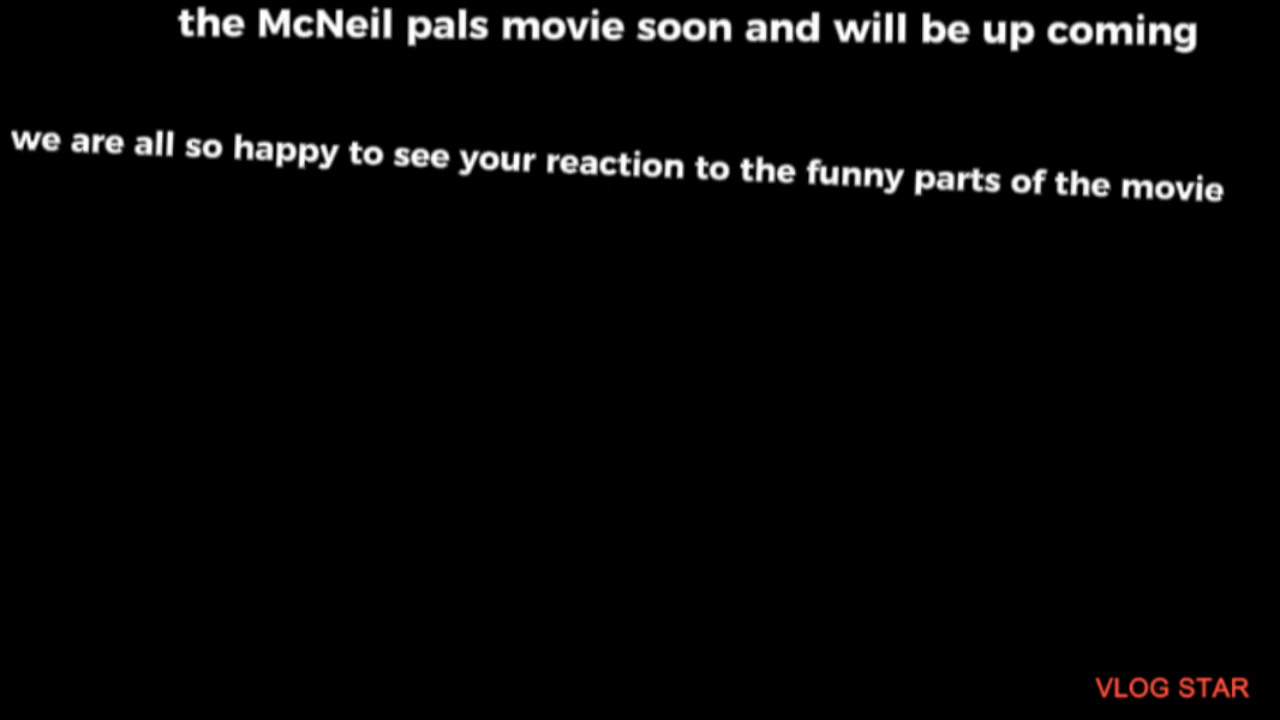 the McNeil pals movie soon and will be up coming
we are all so happy to see your reaction to the funny parts of the movie
VLOG STAR